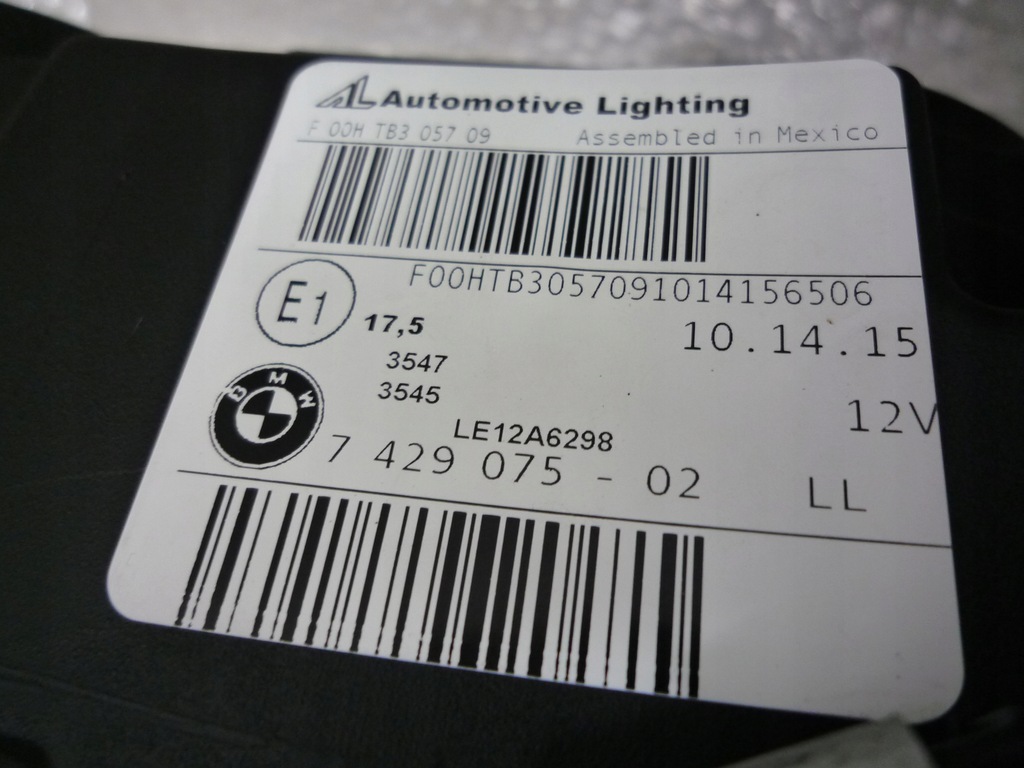 AL Automotive Lighting
F 00H TB3 057 09 Assembled in Mexico
F00HTB3057091014156506
E1 17,5 10.14.15
3547
3545
12V
BMW
LE12A6298
7 429 075 - 02 LL